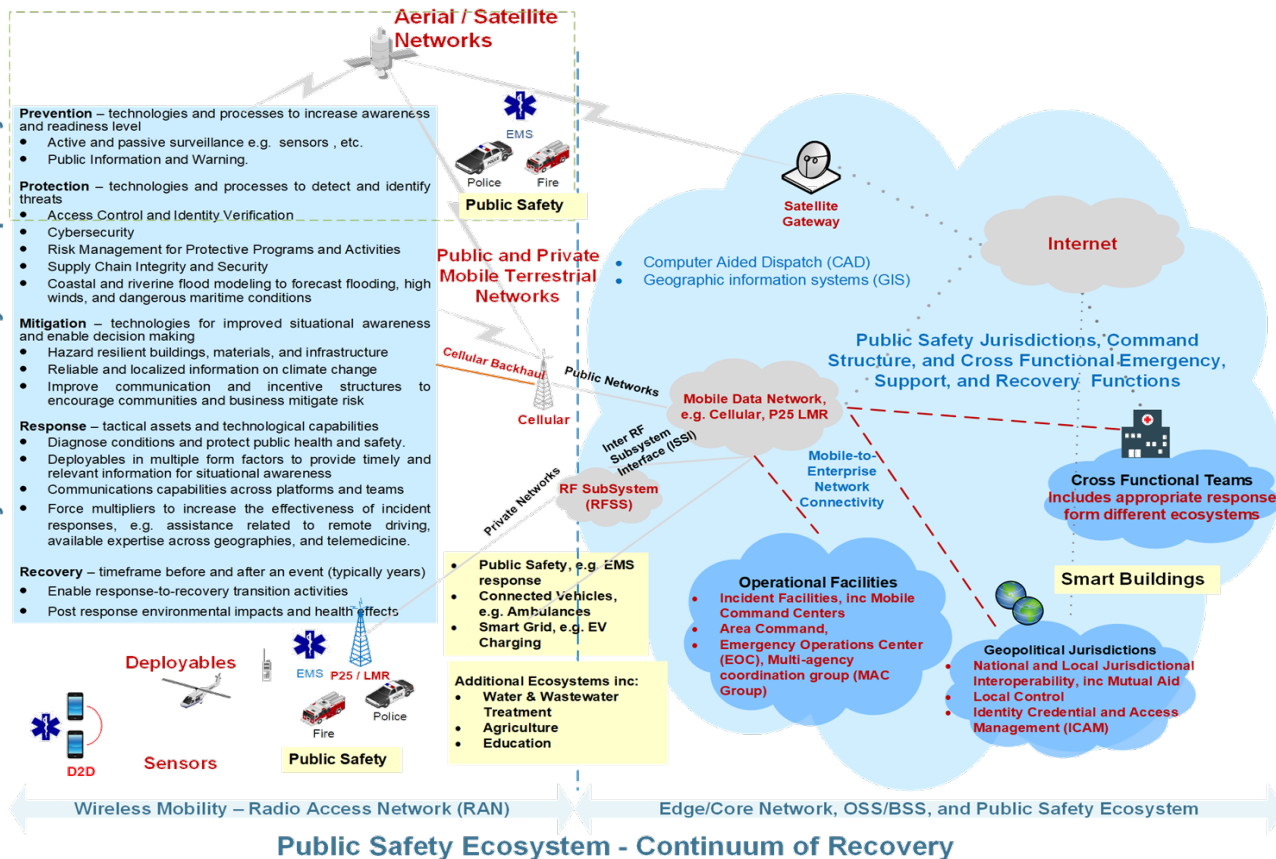 Aerial / Satellite
Networks
Prevention – technologies and processes to increase awareness
and readiness level
• Active and passive surveillance e.g. sensors , etc.
• Public Information and Warning.
Protection – technologies and processes to detect and identify
threats
• Access Control and Identity Verification
• Cybersecurity
• Risk Management for Protective Programs and Activities
• Supply Chain Integrity and Security
• Coastal and riverine flood modeling to forecast flooding, high
winds, and dangerous maritime conditions
Mitigation – technologies for improved situational awareness
and enable decision making
• Hazard resilient buildings, materials, and infrastructure
• Reliable and localized information on climate change
• Improve communication and incentive structures to
encourage communities and business mitigate risk
Response – tactical assets and technological capabilities
• Diagnose conditions and protect public health and safety.
• Deployables in multiple form factors to provide timely and
relevant information for situational awareness
• Communications capabilities across platforms and teams
• Force multipliers to increase the effectiveness of incident
responses, e.g. assistance related to remote driving,
available expertise across geographies, and telemedicine.
Recovery – timeframe before and after an event (typically years)
• Enable response-to-recovery transition activities
• Post response environmental impacts and health effects
EMS
Police
Fire
Public Safety
Public and Private
Mobile Terrestrial
Networks
Cellular Backhaul
Cellular
Public Networks
Private Networks
Inter RF
Subsystem
Interface (ISSI)
RF SubSystem
(RFSS)
Satellite
Gateway
Internet
• Computer Aided Dispatch (CAD)
• Geographic information systems (GIS)
Public Safety Jurisdictions, Command
Structure, and Cross Functional Emergency,
Support, and Recovery Functions
Mobile Data Network,
e.g. Cellular, P25 LMR
Mobile-to-
Enterprise
Network
Connectivity
Cross Functional Teams
Includes appropriate response
form different ecosystems
Smart Buildings
Operational Facilities
• Incident Facilities, inc Mobile
Command Centers
• Area Command,
• Emergency Operations Center
(EOC), Multi-agency
coordination group (MAC
Group)
Geopolitical Jurisdictions
• National and Local Jurisdictional
Interoperability, inc Mutual Aid
• Local Control
• Identity Credential and Access
Management (ICAM)
• Public Safety, e.g. EMS
response
• Connected Vehicles,
e.g. Ambulances
• Smart Grid, e.g. EV
Charging
Additional Ecosystems inc:
• Water & Wastewater
Treatment
• Agriculture
• Education
Deployables
EMS
P25 / LMR
POLICE
Police
Fire
Public Safety
D2D
Sensors
Wireless Mobility – Radio Access Network (RAN)
Edge/Core Network, OSS/BSS, and Public Safety Ecosystem
Public Safety Ecosystem - Continuum of Recovery